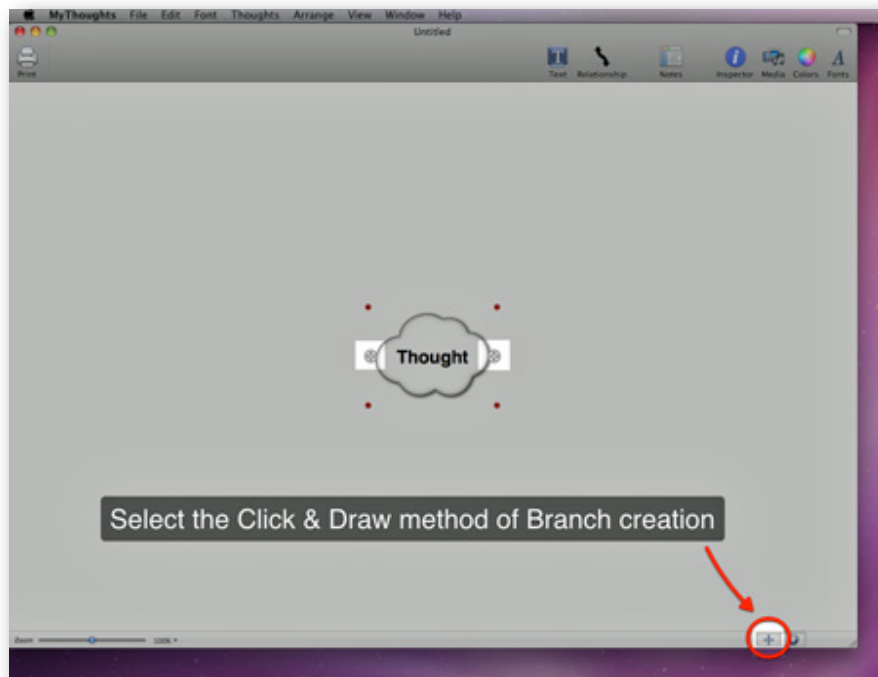 MyThoughts File Edit Font Thoughts Arrange View Window Help
Untitled
Print
Text Relationship Notes Inspector Media Colors Fonts
Thought
Select the Click & Draw method of Branch creation
Zoom 100%